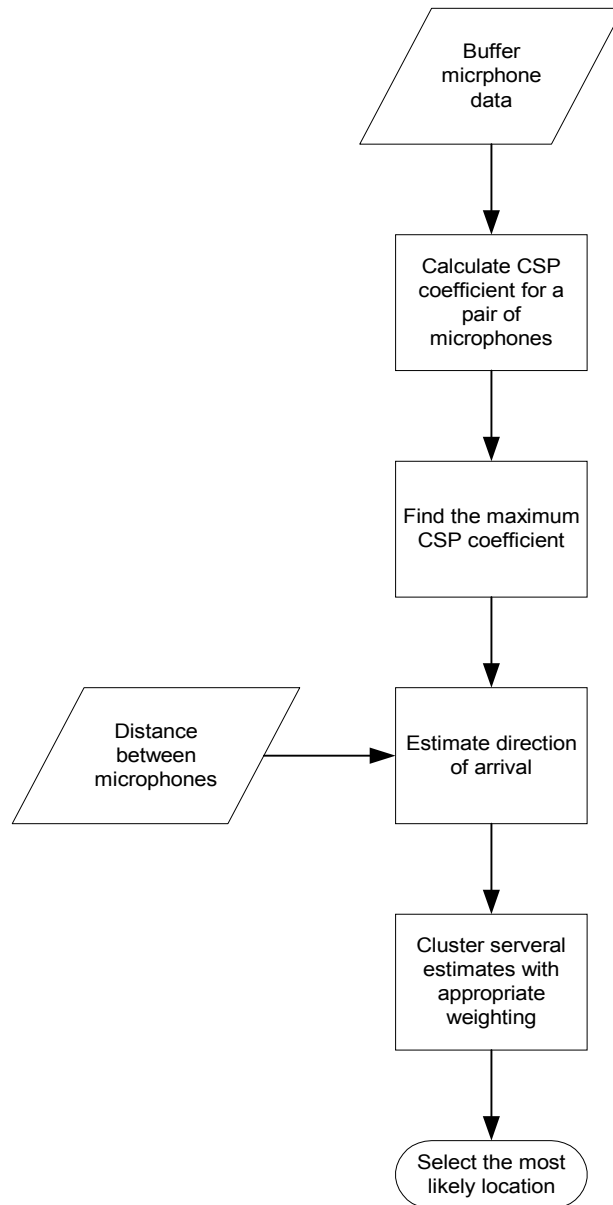 Buffer
micrphone
data
Calculate CSP
coefficient for a
pair of
microphones
Find the maximum
CSP coefficient
Distance
between
microphones
Estimate direction
of arrival
Cluster serveral
estimates with
appropriate
weighting
Select the most
likely location